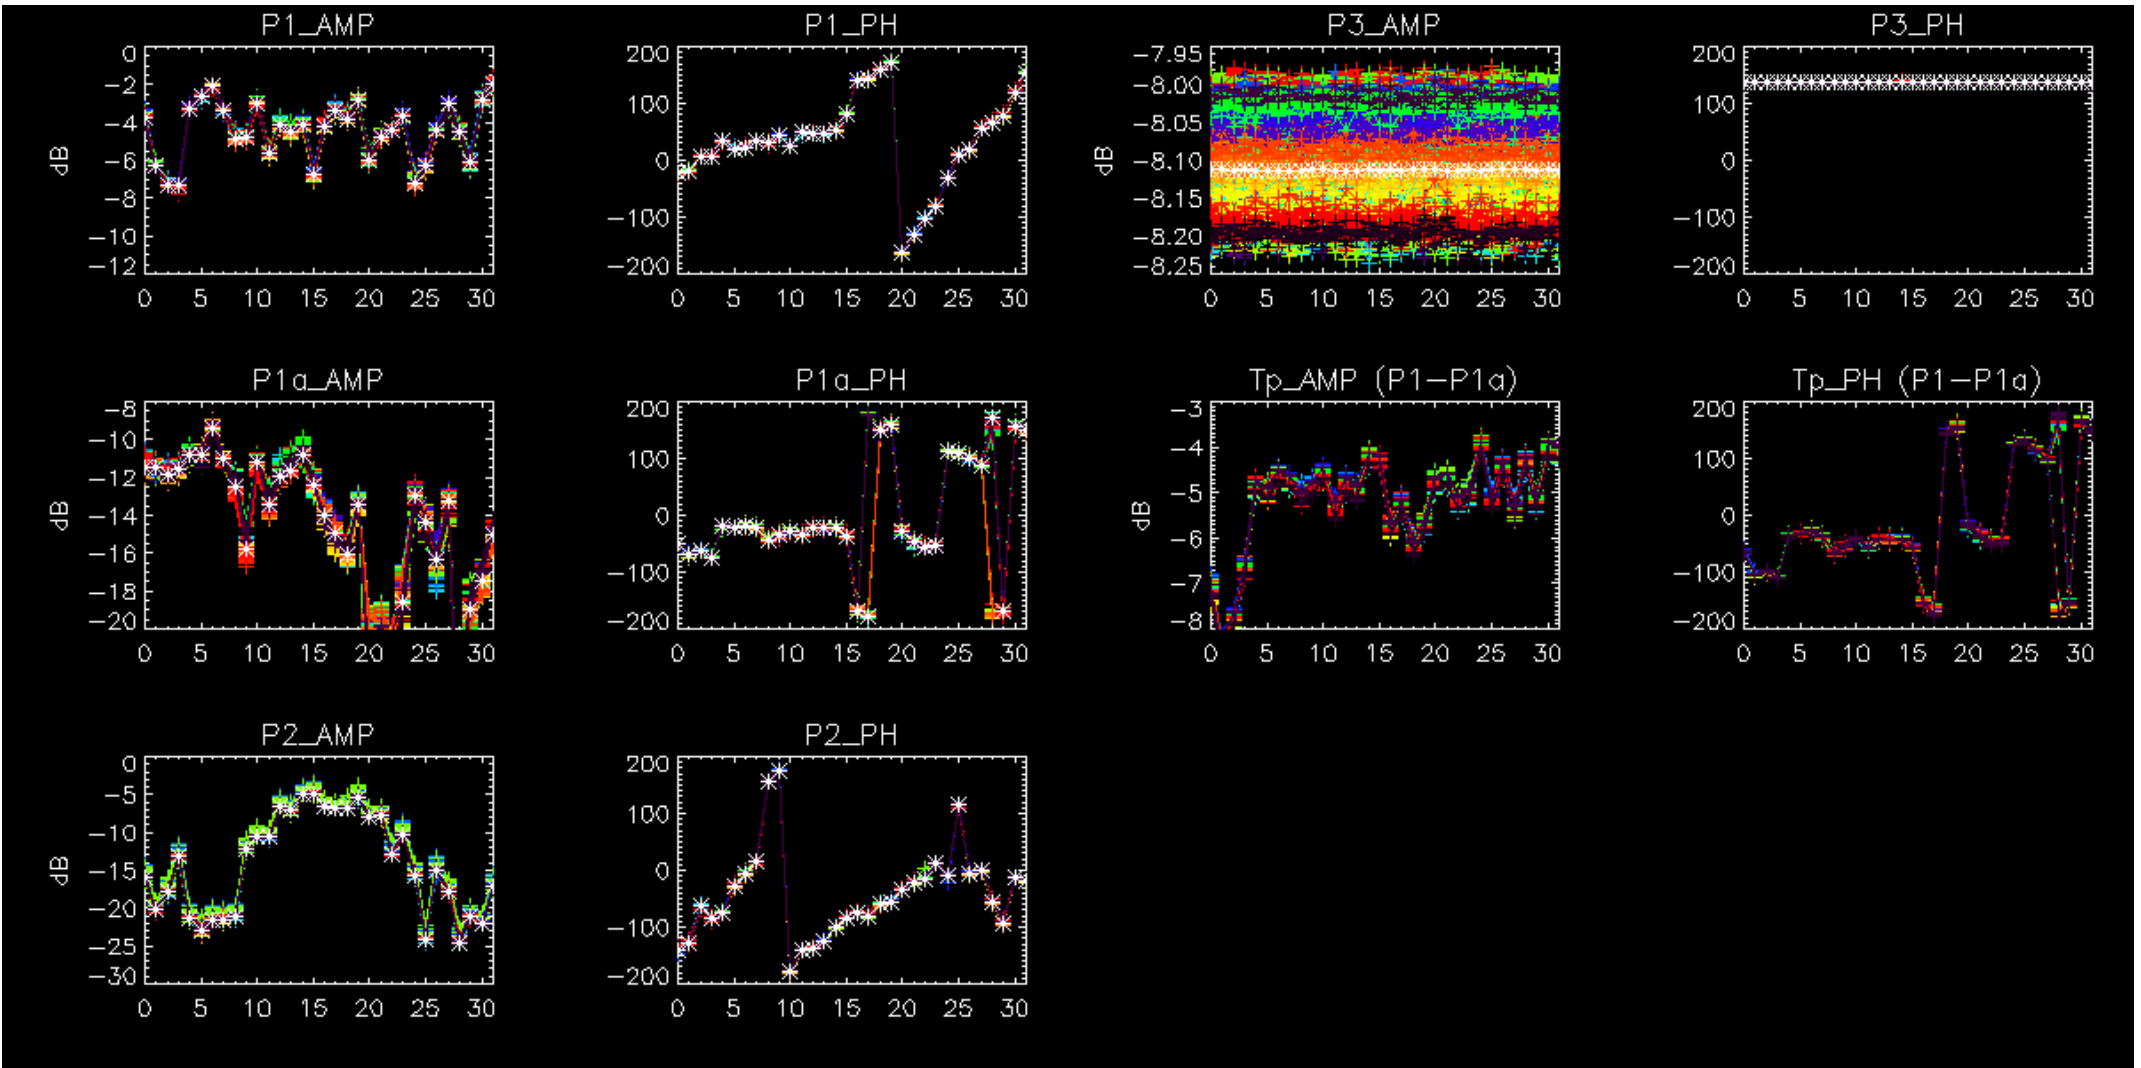 P1_AMP
0
−2
−4
−6
−8
−10
−12
dB
0 5 10 15 20 25 30
P1_PH
200
100
0
−100
−200
0 5 10 15 20 25 30
P3_AMP
−7.95
−8.00
−8.05
−8.10
−8.15
−8.20
−8.25
dB
0 5 10 15 20 25 30
P3_PH
200
100
0
−100
−200
0 5 10 15 20 25 30
P1a_AMP
−8
−10
−12
−14
−16
−18
−20
dB
0 5 10 15 20 25 30
P1a_PH
200
100
0
−100
−200
0 5 10 15 20 25 30
Tp_AMP (P1−P1a)
−3
−4
−5
−6
−7
−8
dB
0 5 10 15 20 25 30
Tp_PH (P1−P1a)
200
100
0
−100
−200
0 5 10 15 20 25 30
P2_AMP
0
−5
−10
−15
−20
−25
−30
dB
0 5 10 15 20 25 30
P2_PH
200
100
0
−100
−200
0 5 10 15 20 25 30